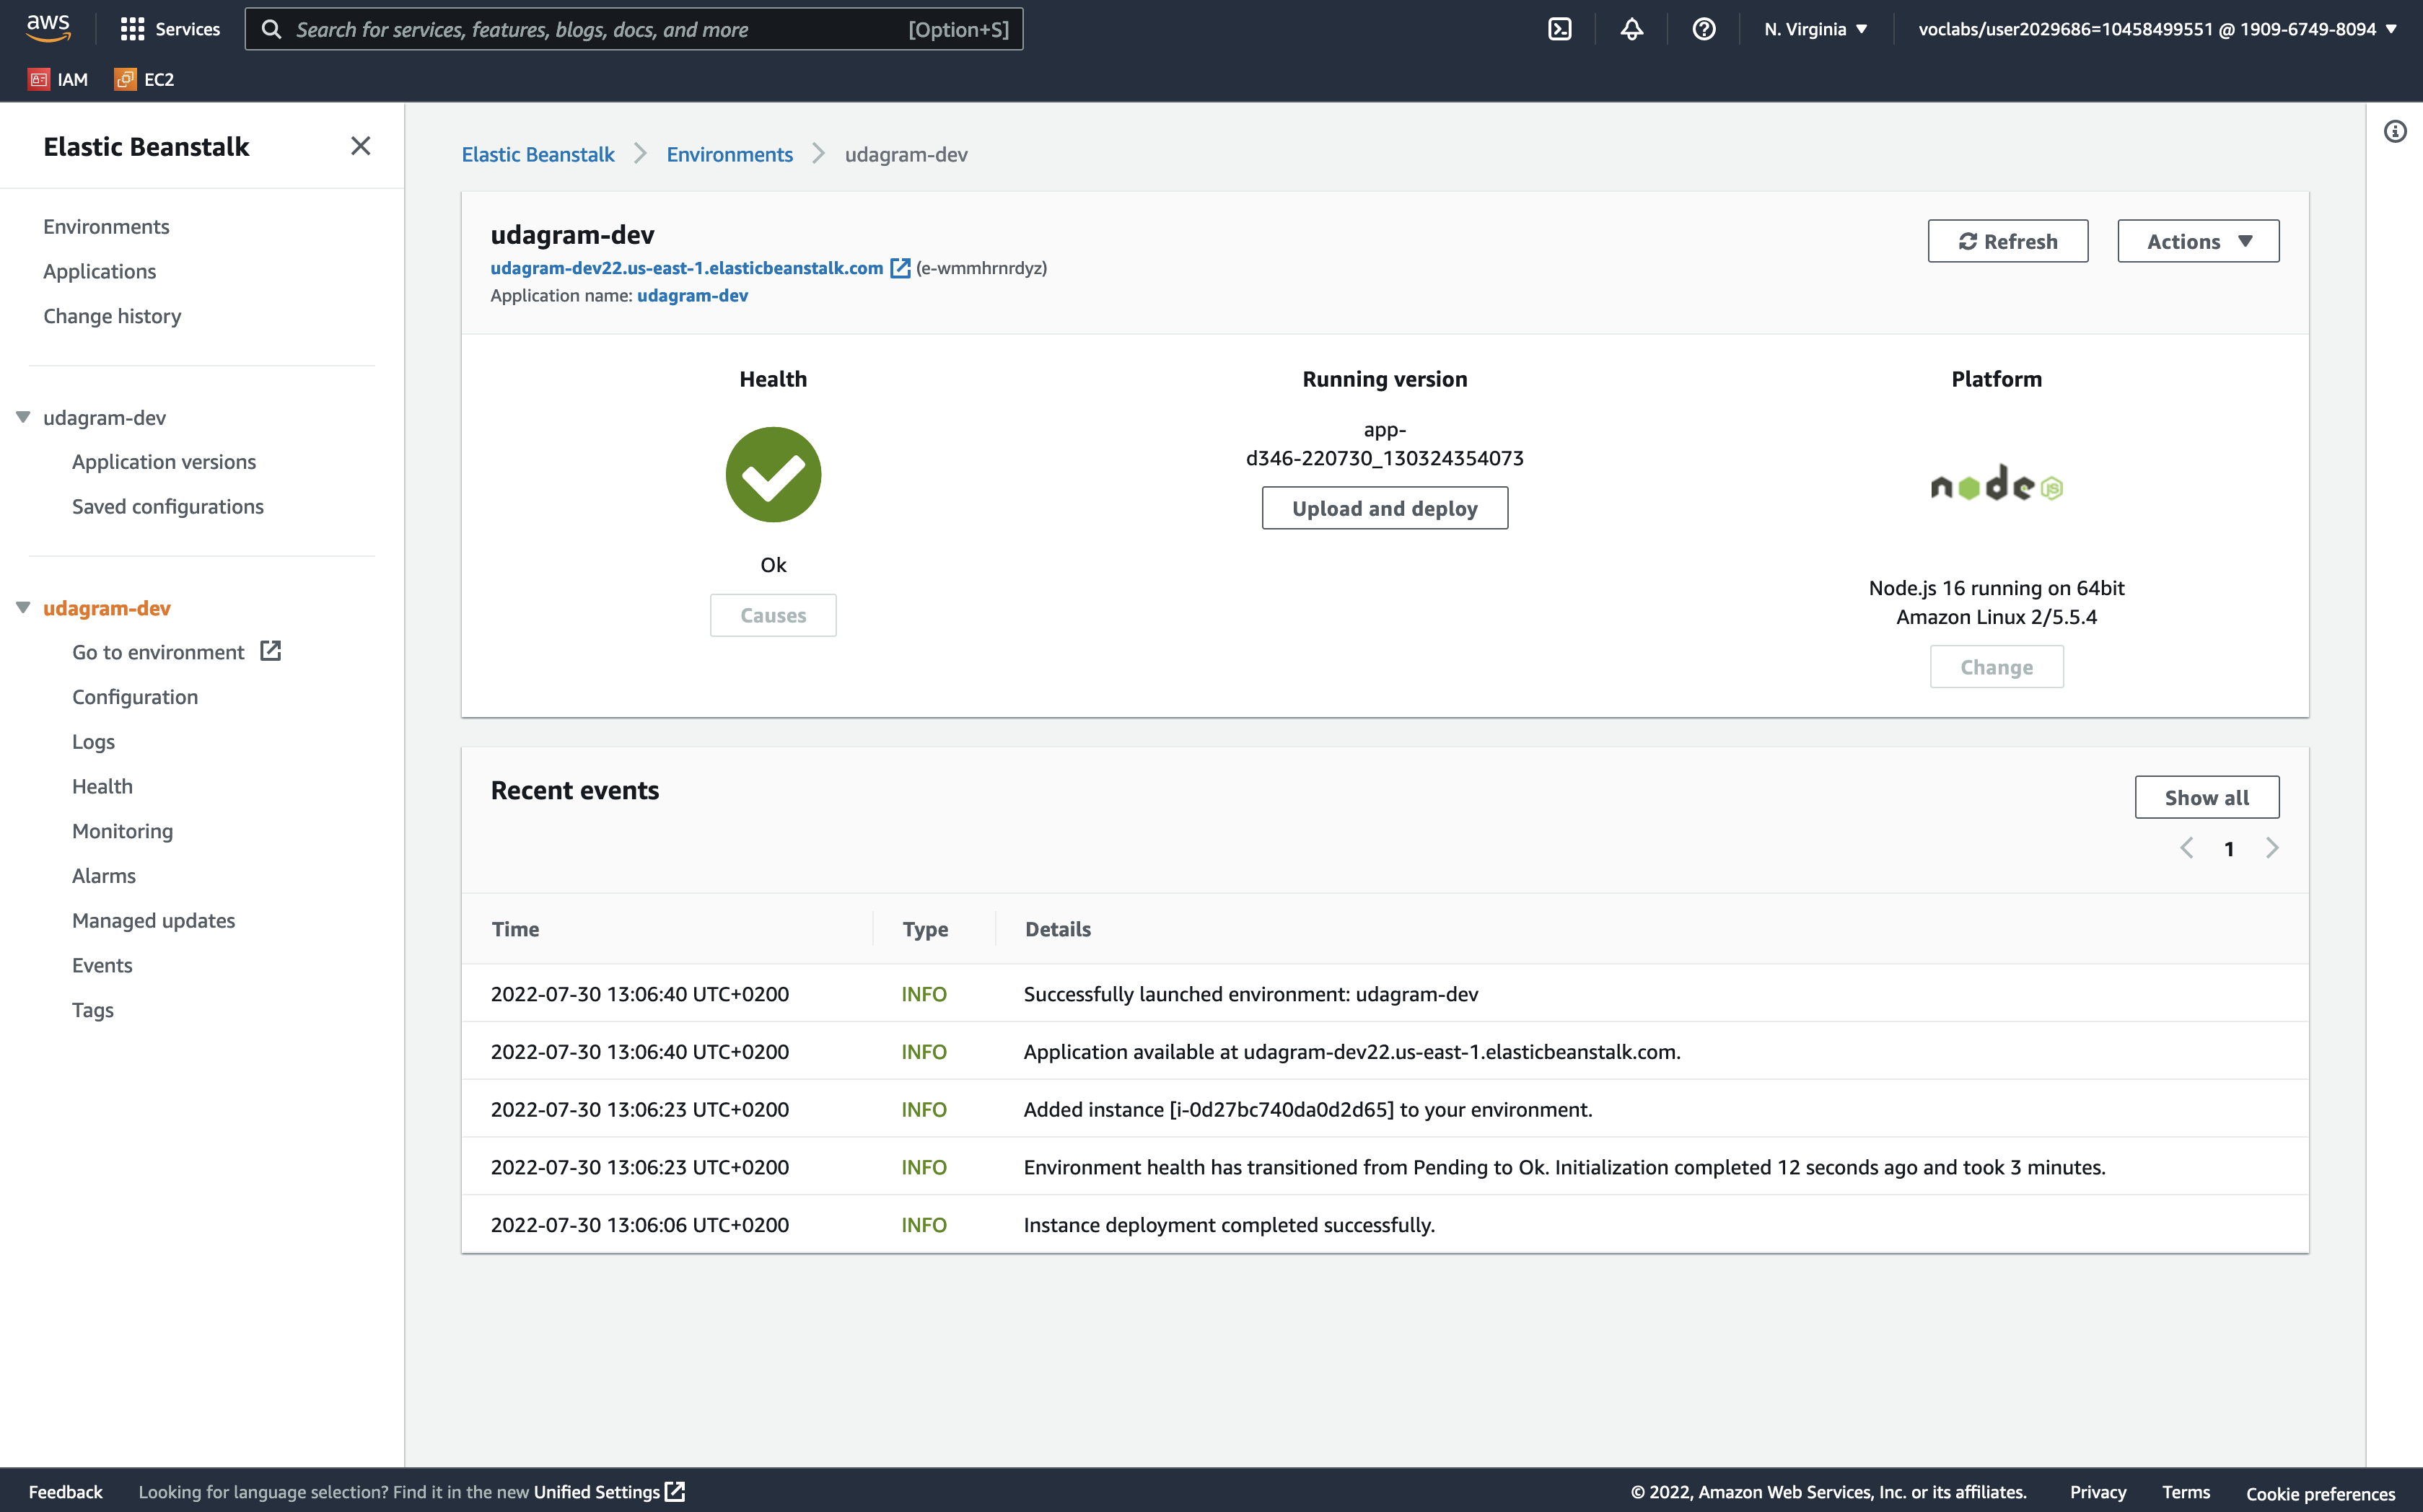 aws
Services
Search for services, features, blogs, docs, and more
[Option+S]
N. Virginia
voclabs/user2029686=10458499551 @ 1909-6749-8094
IAM
EC2
Elastic Beanstalk
Environments
Applications
Change history
udagram-dev
Application versions
Saved configurations
udagram-dev
Go to environment
Configuration
Logs
Health
Monitoring
Alarms
Managed updates
Events
Tags
Elastic Beanstalk
Environments
udagram-dev
udagram-dev
udagram-dev22.us-east-1.elasticbeanstalk.com (e-wmmhrnrdyz)
Application name: udagram-dev
Refresh
Actions
Health
Ok
Causes
Running version
app-
d346-220730_130324354073
Upload and deploy
Platform
node JS
Node.js 16 running on 64bit
Amazon Linux 2/5.5.4
Change
Recent events
Show all
1
Time Type Details
2022-07-30 13:06:40 UTC+0200 INFO Successfully launched environment: udagram-dev
2022-07-30 13:06:40 UTC+0200 INFO Application available at udagram-dev22.us-east-1.elasticbeanstalk.com.
2022-07-30 13:06:23 UTC+0200 INFO Added instance [i-0d27bc740da0d2d65] to your environment.
2022-07-30 13:06:23 UTC+0200 INFO Environment health has transitioned from Pending to Ok. Initialization completed 12 seconds ago and took 3 minutes.
2022-07-30 13:06:06 UTC+0200 INFO Instance deployment completed successfully.
Feedback
Looking for language selection? Find it in the new Unified Settings
© 2022, Amazon Web Services, Inc. or its affiliates.
Privacy
Terms
Cookie preferences